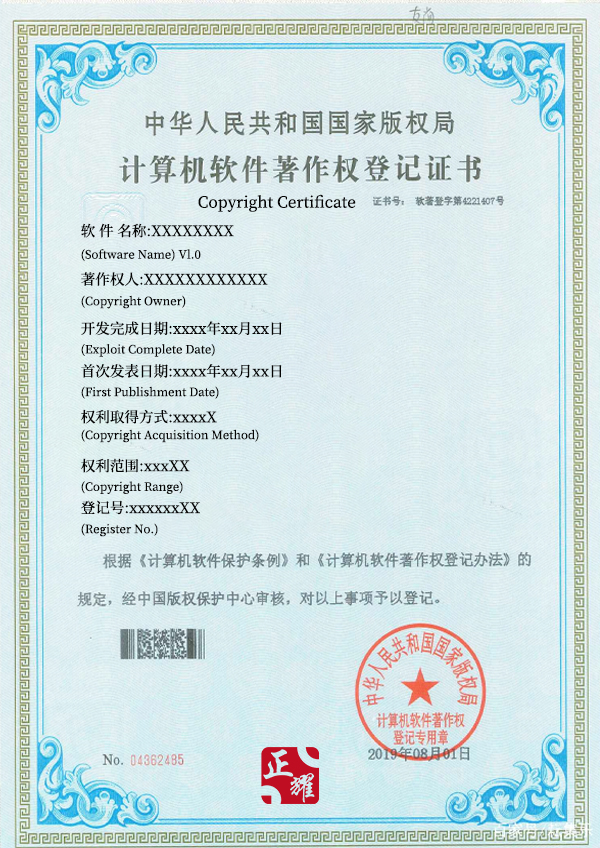 中华人民共和国国家版权局
计算机软件著作权登记证书
Copyright Certificate 证书号: 软著登字第4221407号
软 件 名称:XXXXXXXX
(Software Name) Vl.0
著作权人:XXXXXXXXXXXX
(Copyright Owner)
开发完成日期:xxxx年xx月xx日
(Exploit Complete Date)
首次发表日期:xxxx年xx月xx日
(First Publishment Date)
权利取得方式:xxxxX
(Copyright Acquisition Method)
权利范围:xxxXX
(Copyright Range)
登记号:xxxxxxXX
(Register No.)
根据《计算机软件保护条例》和《计算机软件著作权登记办法》的
规定，经中国版权保护中心审核，对以上事项予以登记。
中华人民共和国国家版权局
计算机软件著作权
登记专用章
2019年08月01日
No. 04362485
正耀